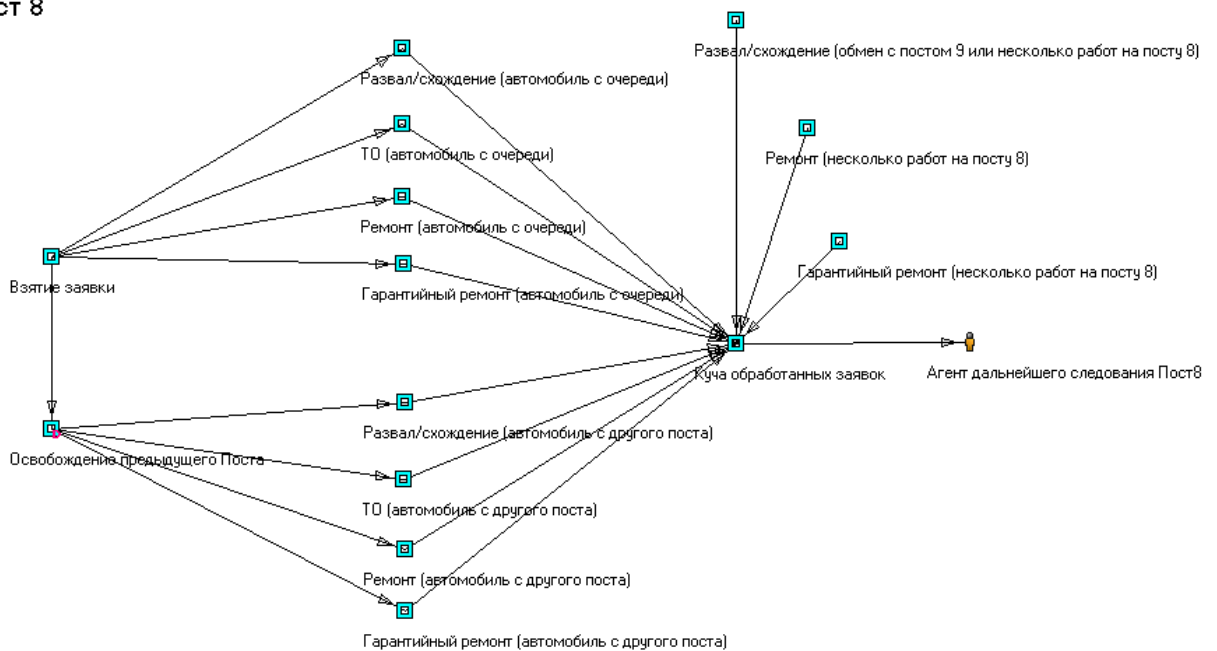 ст 8
Развал/схождение (обмен с постом 9 или несколько работ на посту 8)
Развал/схождение (автомобиль с очереди)
ТО (автомобиль с очереди)
Ремонт (несколько работ на посту 8)
Ремонт (автомобиль с очереди)
Гарантийный ремонт (несколько работ на посту 8)
Взятие заявки
Гарантийный ремонт (автомобиль с очереди)
Куча обработанных заявок
Агент дальнейшего следования Пост8
Развал/схождение (автомобиль с другого поста)
Освобождение предыдущего Поста
ТО (автомобиль с другого поста)
Ремонт (автомобиль с другого поста)
Гарантийный ремонт (автомобиль с другого поста)